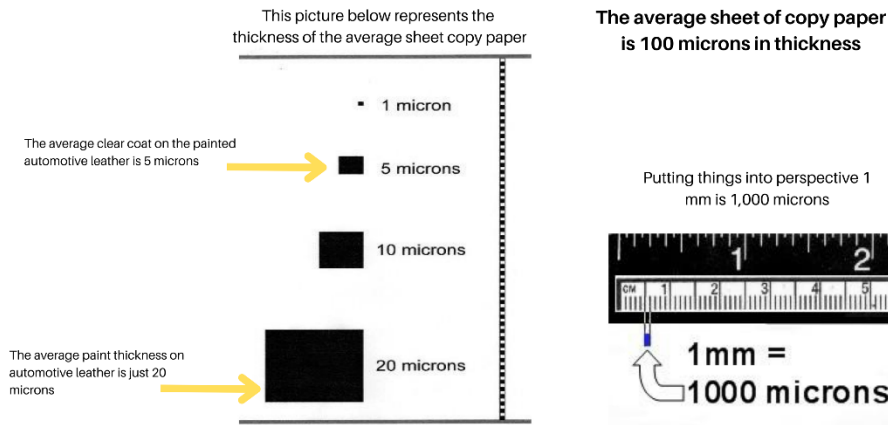 This picture below represents the
thickness of the average sheet copy paper
1 micron
The average clear coat on the painted
automotive leather is 5 microns
5 microns
10 microns
The average paint thickness on
automotive leather is just 20
microns
20 microns
The average sheet of copy paper
is 100 microns in thickness
Putting things into perspective 1
mm is 1,000 microns
1 2
CM 1 2 3 4 5
1mm =
1000 microns